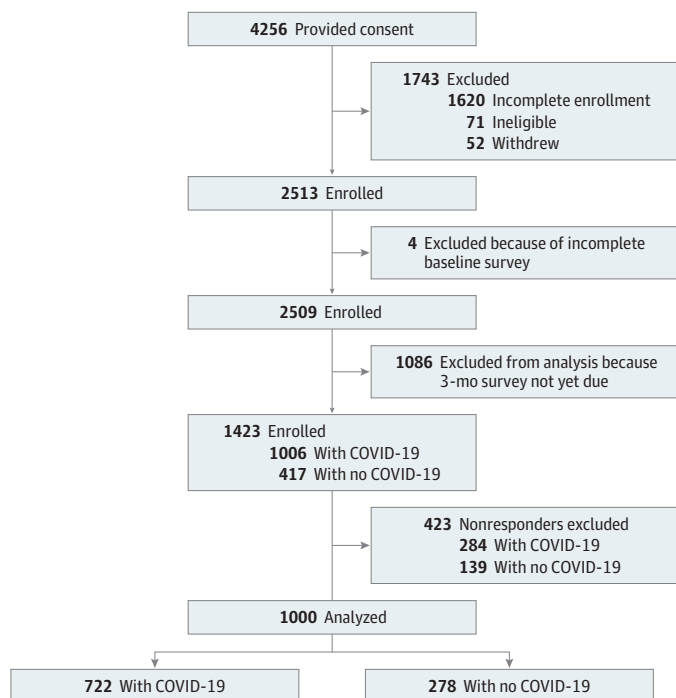 4256 Provided consent
1743 Excluded
1620 Incomplete enrollment
71 Ineligible
52 Withdrew
2513 Enrolled
4 Excluded because of incomplete
baseline survey
2509 Enrolled
1086 Excluded from analysis because
3-mo survey not yet due
1423 Enrolled
1006 With COVID-19
417 With no COVID-19
423 Nonresponders excluded
284 With COVID-19
139 With no COVID-19
1000 Analyzed
722 With COVID-19
278 With no COVID-19